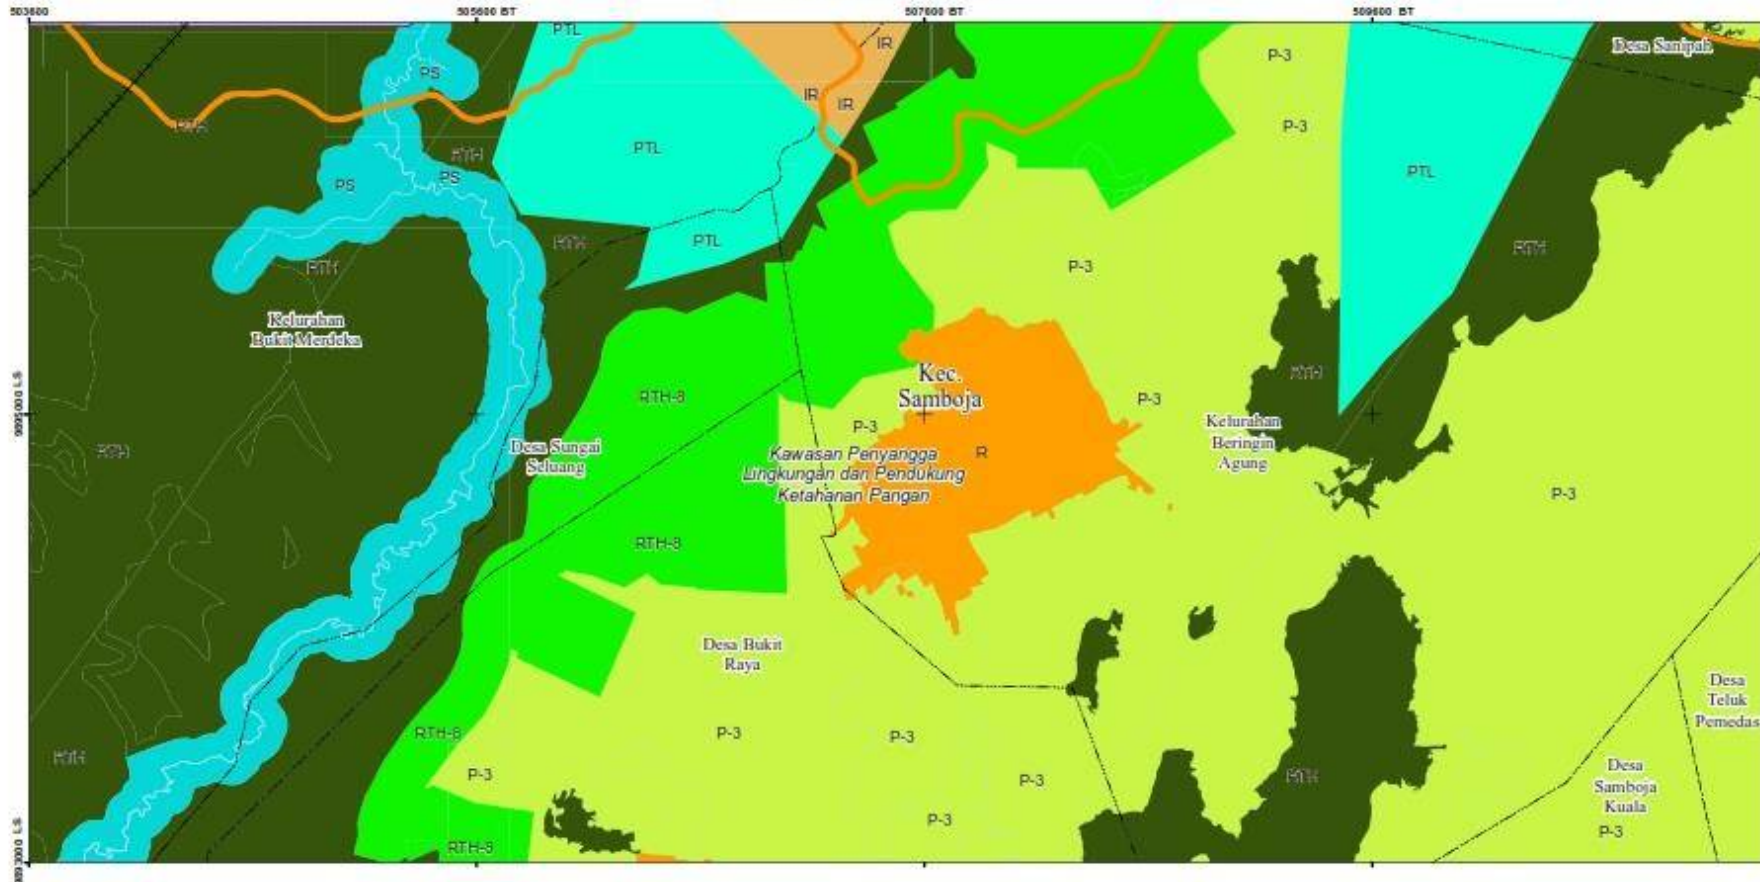 503600
505600 BT
507600 BT
509600 BT
PTL
IR
Desa Sanipah
P-3
PS
IR
IR
RTH
P-3
PTL
RTH
PTL
PS
PS
RTH
PTL
RTH
RTH
P-3
Kelurahan
Bukit Merdeka
Kec.
Samboja
RTH
RTH-8
P-3
P-3
Kelurahan
Beringin
Agung
RTH
Desa Sungai
Seluang
Kawasan Penyangga
Lingkungan dan Pendukung
Ketahanan Pangan
R
P-3
RTH-8
Desa Bukit
Raya
Desa
Teluk
Pemedas
RTH-8
P-3
P-3
RTH
P-3
P-3
RTH
Desa
Samboja
Kuala
P-3
P-3
RTH-8